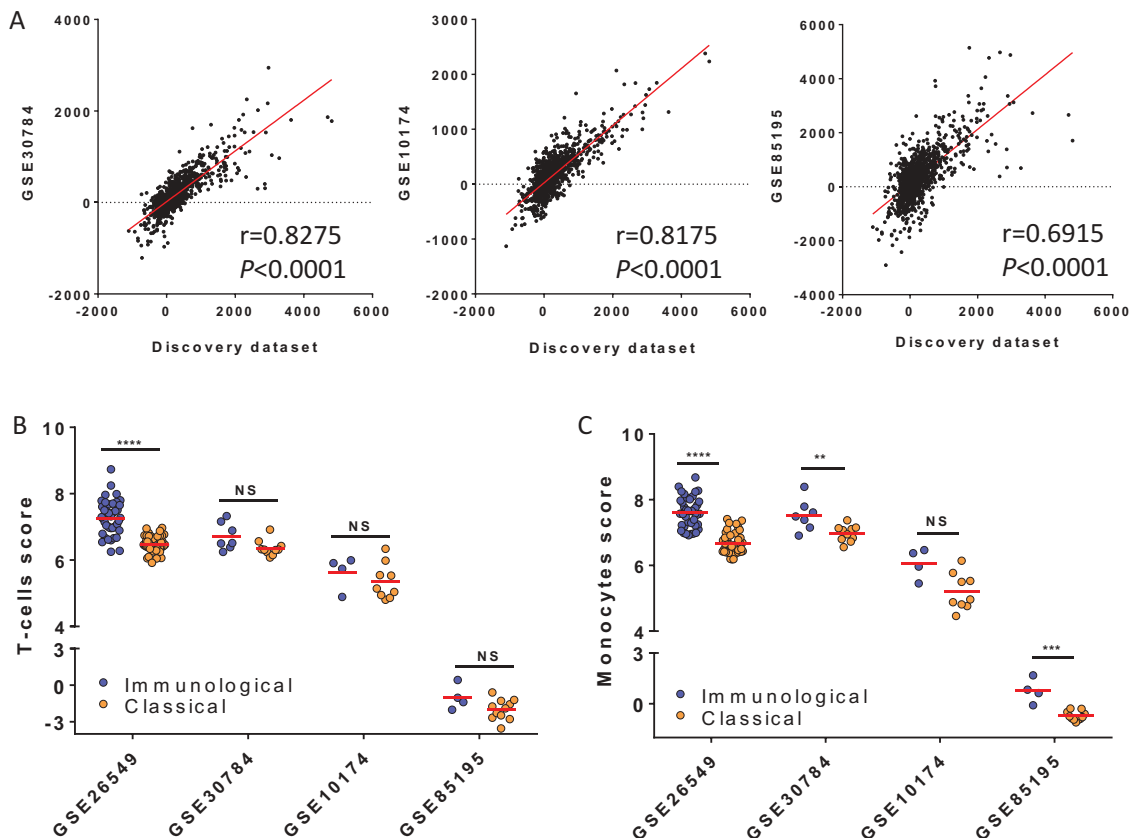 A
GSE30784
4000
2000
0
-2000
-2000 0 2000 4000 6000
Discovery dataset
r=0.8275
P<0.0001
GSE10174
3000
2000
1000
0
-1000
-2000
-2000 0 2000 4000 6000
Discovery dataset
r=0.8175
P<0.0001
GSE85195
6000
4000
2000
0
-2000
-4000
-2000 0 2000 4000 6000
Discovery dataset
r=0.6915
P<0.0001
B
T-cells score
10
8
6
4
3
0
-3
****
NS
NS
NS
Immunological
Classical
GSE26549
GSE30784
GSE10174
GSE85195
C
Monocytes score
10
8
6
4
3
0
****
**
NS
***
Immunological
Classical
GSE26549
GSE30784
GSE10174
GSE85195